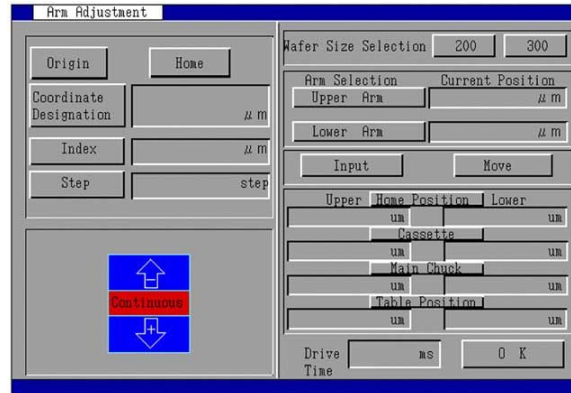 Arm Adjustment
Origin
Home
Coordinate
Designation
μm
Index
μm
Step
step
−
Continuous
+
Wafer Size Selection
200
300
Arm Selection
Current Position
Upper Arm
μm
Lower Arm
μm
Input
Move
Upper
Home Position
Lower
um
um
Cassette
um
um
Main Chuck
um
um
Table Position
um
um
Drive
Time
ms
O K